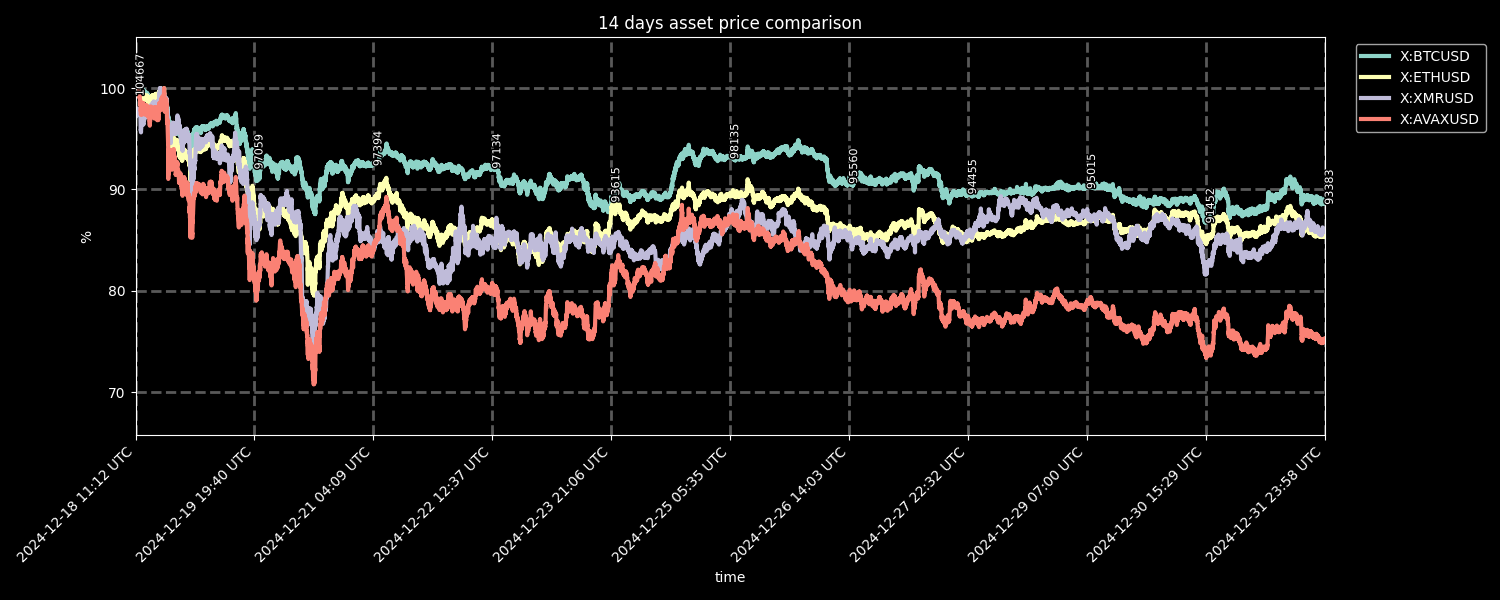 14 days asset price comparison
X:BTCUSD
X:ETHUSD
X:XMRUSD
X:AVAXUSD
100
90
80
70
%
104667
97059
97394
97134
93615
98135
95560
94455
95015
91452
93383
2024-12-18 11:12 UTC
2024-12-19 19:40 UTC
2024-12-21 04:09 UTC
2024-12-22 12:37 UTC
2024-12-23 21:06 UTC
2024-12-25 05:35 UTC
2024-12-26 14:03 UTC
2024-12-27 22:32 UTC
2024-12-29 07:00 UTC
2024-12-30 15:29 UTC
2024-12-31 23:58 UTC
time